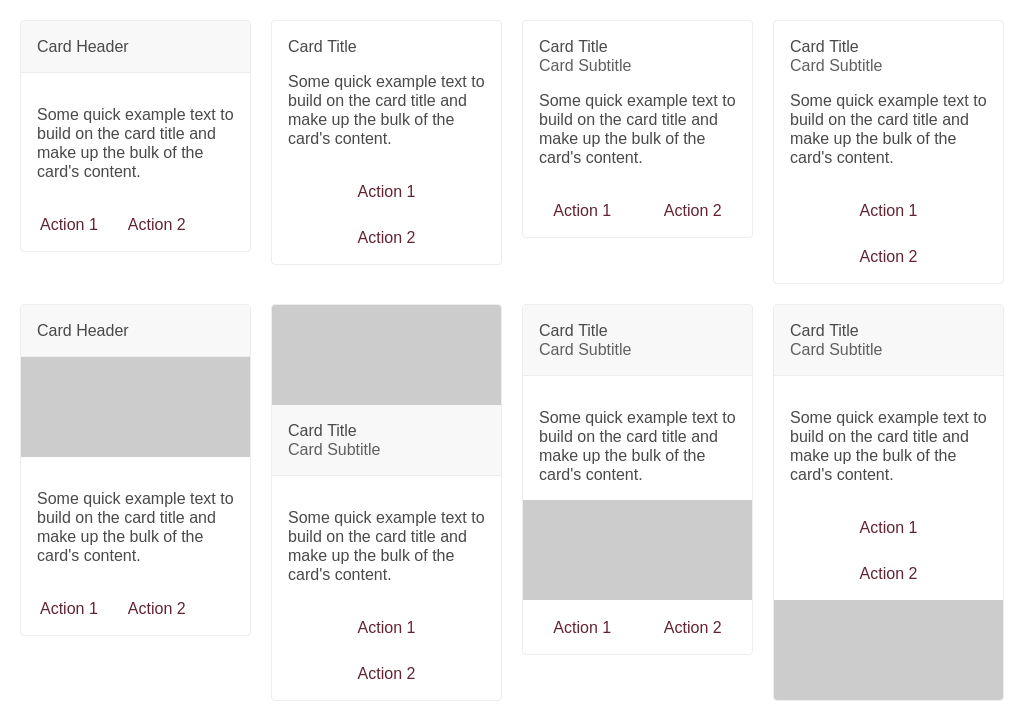 Card Header
Some quick example text to
build on the card title and
make up the bulk of the
card's content.
Action 1 Action 2
Card Title
Some quick example text to
build on the card title and
make up the bulk of the
card's content.
Action 1
Action 2
Card Title
Card Subtitle
Some quick example text to
build on the card title and
make up the bulk of the
card's content.
Action 1 Action 2
Card Title
Card Subtitle
Some quick example text to
build on the card title and
make up the bulk of the
card's content.
Action 1
Action 2
Card Header
Some quick example text to
build on the card title and
make up the bulk of the
card's content.
Action 1 Action 2
Card Title
Card Subtitle
Some quick example text to
build on the card title and
make up the bulk of the
card's content.
Action 1
Action 2
Card Title
Card Subtitle
Some quick example text to
build on the card title and
make up the bulk of the
card's content.
Action 1 Action 2
Card Title
Card Subtitle
Some quick example text to
build on the card title and
make up the bulk of the
card's content.
Action 1
Action 2